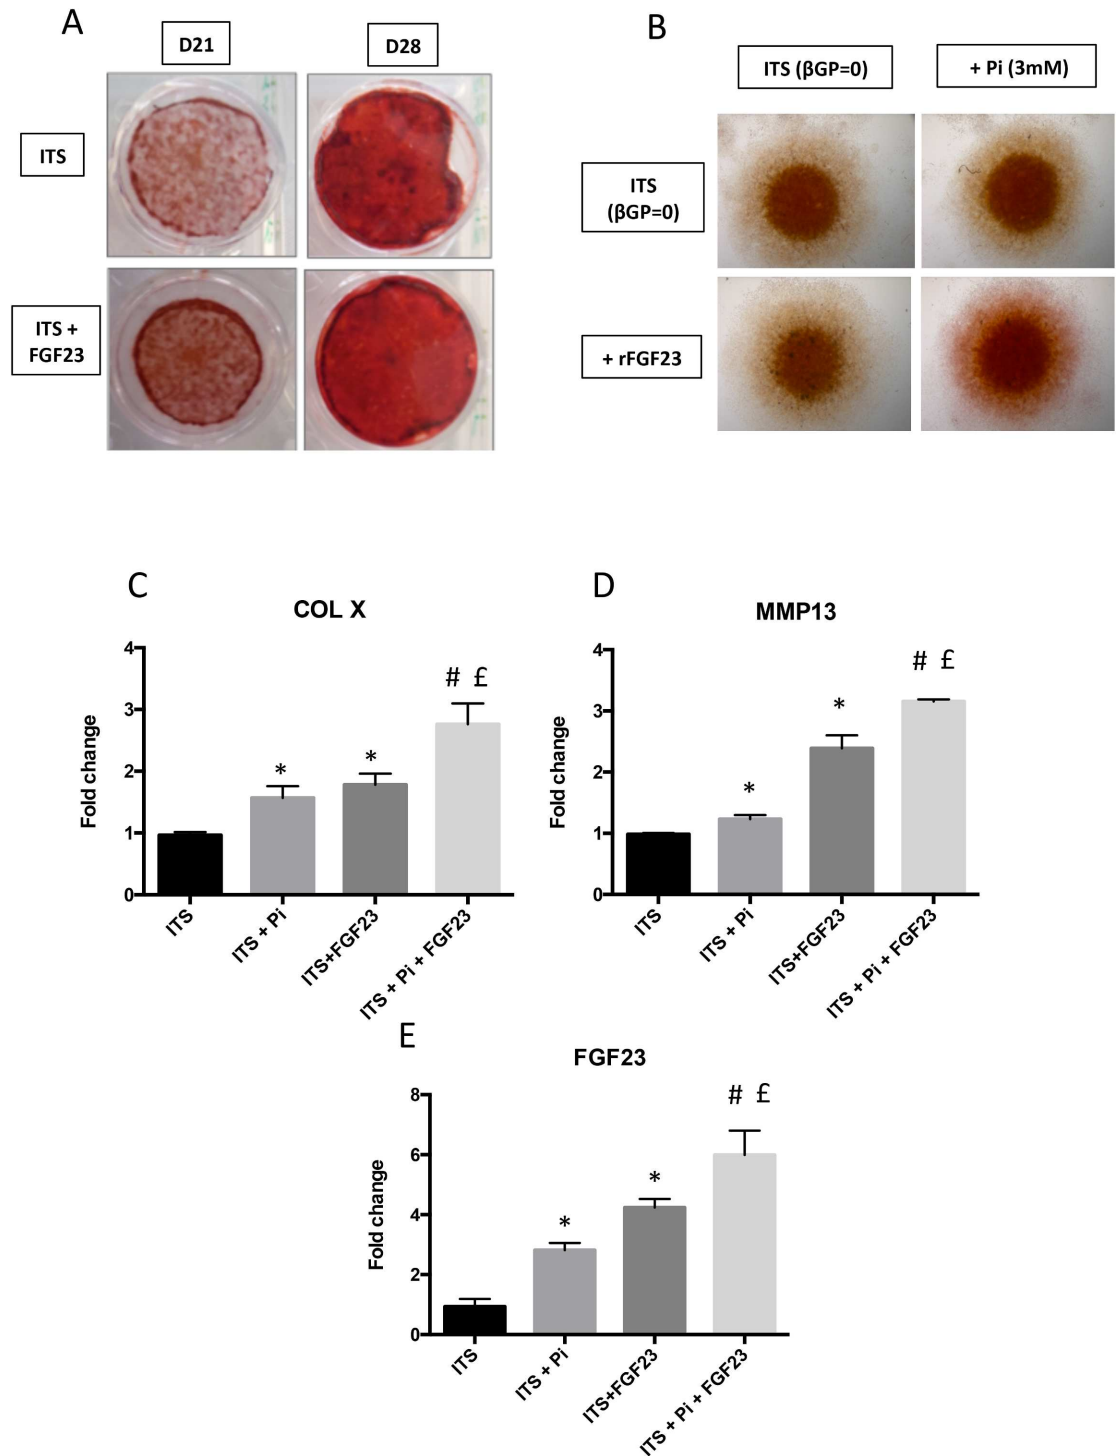 A
D21
D28
ITS
ITS +
FGF23
B
ITS (βGP=0)
+ Pi (3mM)
ITS
(βGP=0)
+ rFGF23
C
COL X
Fold change
4
3
2
1
0
*
*
# £
ITS
ITS + Pi
ITS+FGF23
ITS + Pi + FGF23
D
MMP13
Fold change
4
3
2
1
0
*
*
# £
ITS
ITS + Pi
ITS+FGF23
ITS + Pi + FGF23
E
FGF23
Fold change
8
6
4
2
0
*
*
# £
ITS
ITS + Pi
ITS+FGF23
ITS + Pi + FGF23